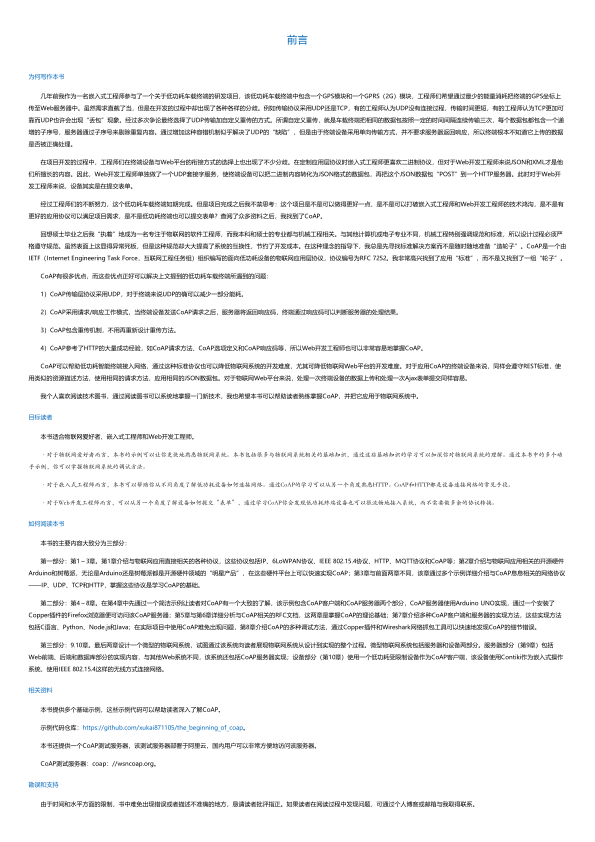 前言
为何写作本书
几年前我作为一名嵌入式工程师参与了一个关于低功耗车载终端的研发项目，该低功耗车载终端中包含一个GPS模块和一个GPRS（2G）模块，工程师们希望通过最少的能量消耗把终端的GPS坐标上
传至Web服务器中。虽然需求直截了当，但是在开发的过程中却出现了各种各样的分歧。例如传输协议采用UDP还是TCP，有的工程师认为UDP没有连接过程，传输时间更短，有的工程师认为TCP更加可
靠而UDP也许会出现“丢包”现象。经过多次争论最终选择了UDP传输加自定义重传的方式。所谓自定义重传，就是车载终端把相同的数据包按照一定的时间间隔连续传输三次，每个数据包都包含一个递
增的子序号，服务器通过子序号来剔除重复内容。通过增加这种容错机制似乎解决了UDP的“缺陷”，但是由于终端设备采用单向传输方式，并不要求服务器返回响应，所以终端根本不知道它上传的数据
是否被正确处理。
在项目开发的过程中，工程师们在终端设备与Web平台的衔接方式的选择上也出现了不少分歧。在定制应用层协议时嵌入式工程师更喜欢二进制协议，但对于Web开发工程师来说JSON和XML才是他
们所擅长的内容。因此，Web开发工程师单独做了一个UDP套接字服务，使终端设备可以把二进制内容转化为JSON格式的数据包，再把这个JSON数据包“POST”到一个HTTP服务器。此时对于Web开
发工程师来说，设备其实是在提交表单。
经过工程师们的不断努力，这个低功耗车载终端如期完成。但是项目完成之后我不禁思考：这个项目是不是可以做得更好一点，是不是可以打破嵌入式工程师和Web开发工程师的技术鸿沟，是不是有
更好的应用协议可以满足项目需求，是不是低功耗终端也可以提交表单？查阅了众多资料之后，我找到了CoAP。
回想硕士毕业之后我“执着”地成为一名专注于物联网的软件工程师，而我本科和硕士的专业都与机械工程相关。与其他计算机或电子专业不同，机械工程特别强调规范和标准，所以设计过程必须严
格遵守规范。虽然表面上这显得异常死板，但是这种规范却大大提高了系统的互换性，节约了开发成本。在这种理念的指导下，我总是先寻找标准解决方案而不是随时随地准备“造轮子”。CoAP是一个由
IETF（Internet Engineering Task Force，互联网工程任务组）组织编写的面向低功耗设备的物联网应用层协议，协议编号为RFC 7252。我非常高兴找到了应用“标准”，而不是又找到了一组“轮子”。
CoAP有很多优点，而这些优点正好可以解决上文提到的低功耗车载终端所遇到的问题：
1）CoAP传输层协议采用UDP，对于终端来说UDP的确可以减少一部分能耗。
2）CoAP采用请求/响应工作模式，当终端设备发送CoAP请求之后，服务器将返回响应码，终端通过响应码可以判断服务器的处理结果。
3）CoAP包含重传机制，不用再重新设计重传方法。
4）CoAP参考了HTTP的大量成功经验，如CoAP请求方法、CoAP选项定义和CoAP响应码等，所以Web开发工程师也可以非常容易地掌握CoAP。
CoAP可以帮助低功耗智能终端接入网络，通过这种标准协议也可以降低物联网系统的开发难度，尤其可降低物联网Web平台的开发难度。对于应用CoAP的终端设备来说，同样会遵守REST标准，使
用类似的资源描述方法，使用相同的请求方法，应用相同的JSON数据包。对于物联网Web平台来说，处理一次终端设备的数据上传和处理一次Ajax表单提交同样容易。
我个人喜欢阅读技术图书，通过阅读图书可以系统地掌握一门新技术，我也希望本书可以帮助读者熟练掌握CoAP，并把它应用于物联网系统中。
目标读者
本书适合物联网爱好者、嵌入式工程师和Web开发工程师。
·对于物联网爱好者而言，本书的示例可以让你更快地熟悉物联网系统。本书包括很多与物联网系统相关的基础知识，通过这些基础知识的学习可以加深你对物联网系统的理解。通过本书中的多个动
手示例，你可以掌握物联网系统的调试方法。
·对于嵌入式工程师而言，本书可以帮助你从不同角度了解低功耗设备如何连接网络。通过CoAP的学习可以从另一个角度熟悉HTTP，CoAP和HTTP都是设备连接网络的常见手段。
·对于Web开发工程师而言，可以从另一个角度了解设备如何提交“表单”，通过学习CoAP你会发现低功耗终端设备也可以很流畅地接入系统，而不需要做多余的协议转换。
如何阅读本书
本书的主要内容大致分为三部分：
第一部分：第1～3章。第1章介绍与物联网应用直接相关的各种协议，这些协议包括IP、6LoWPAN协议、IEEE 802.15.4协议、HTTP、MQTT协议和CoAP等；第2章介绍与物联网应用相关的开源硬件
Arduino和树莓派，无论是Arduino还是树莓派都是开源硬件领域的“明星产品”，在这些硬件平台上可以快速实现CoAP；第3章与前面两章不同，该章通过多个示例详细介绍与CoAP息息相关的网络协议
——IP、UDP、TCP和HTTP，掌握这些协议是学习CoAP的基础。
第二部分：第4～8章。在第4章中先通过一个简洁示例让读者对CoAP有一个大致的了解，该示例包含CoAP客户端和CoAP服务器两个部分，CoAP服务器使用Arduino UNO实现，通过一个安装了
Copper插件的Firefox浏览器便可访问该CoAP服务器；第5章与第6章详细分析与CoAP相关的RFC文档，这两章是掌握CoAP的理论基础；第7章介绍多种CoAP客户端和服务器的实现方法，这些实现方法
包括C语言、Python、Node.js和Java；在实际项目中使用CoAP难免出现问题，第8章介绍CoAP的多种调试方法，通过Copper插件和Wireshark网络抓包工具可以快速地发现CoAP的细节错误。
第三部分：9.10章。最后两章设计一个微型的物联网系统，试图通过该系统向读者展现物联网系统从设计到实现的整个过程。微型物联网系统包括服务器和设备两部分。服务器部分（第9章）包括
Web前端、后端和数据库部分的实现内容，与其他Web系统不同，该系统还包括CoAP服务器实现；设备部分（第10章）使用一个低功耗受限制设备作为CoAP客户端，该设备使用Contiki作为嵌入式操作
系统，使用IEEE 802.15.4这样的无线方式连接网络。
相关资料
本书提供多个基础示例，这些示例代码可以帮助读者深入了解CoAP。
示例代码仓库：https://github.com/xukai871105/the_beginning_of_coap。
本书还提供一个CoAP测试服务器，该测试服务器部署于阿里云，国内用户可以非常方便地访问该服务器。
CoAP测试服务器：coap：//wsncoap.org。
勘误和支持
由于时间和水平方面的限制，书中难免出现错误或者描述不准确的地方，恳请读者批评指正。如果读者在阅读过程中发现问题，可通过个人博客或邮箱与我取得联系。